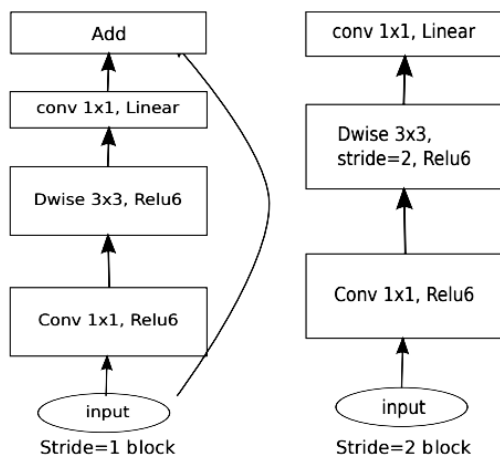 Add
conv 1x1, Linear
Dwise 3x3, Relu6
Conv 1x1, Relu6
input
Stride=1 block
conv 1x1, Linear
Dwise 3x3,
stride=2, Relu6
Conv 1x1, Relu6
input
Stride=2 block